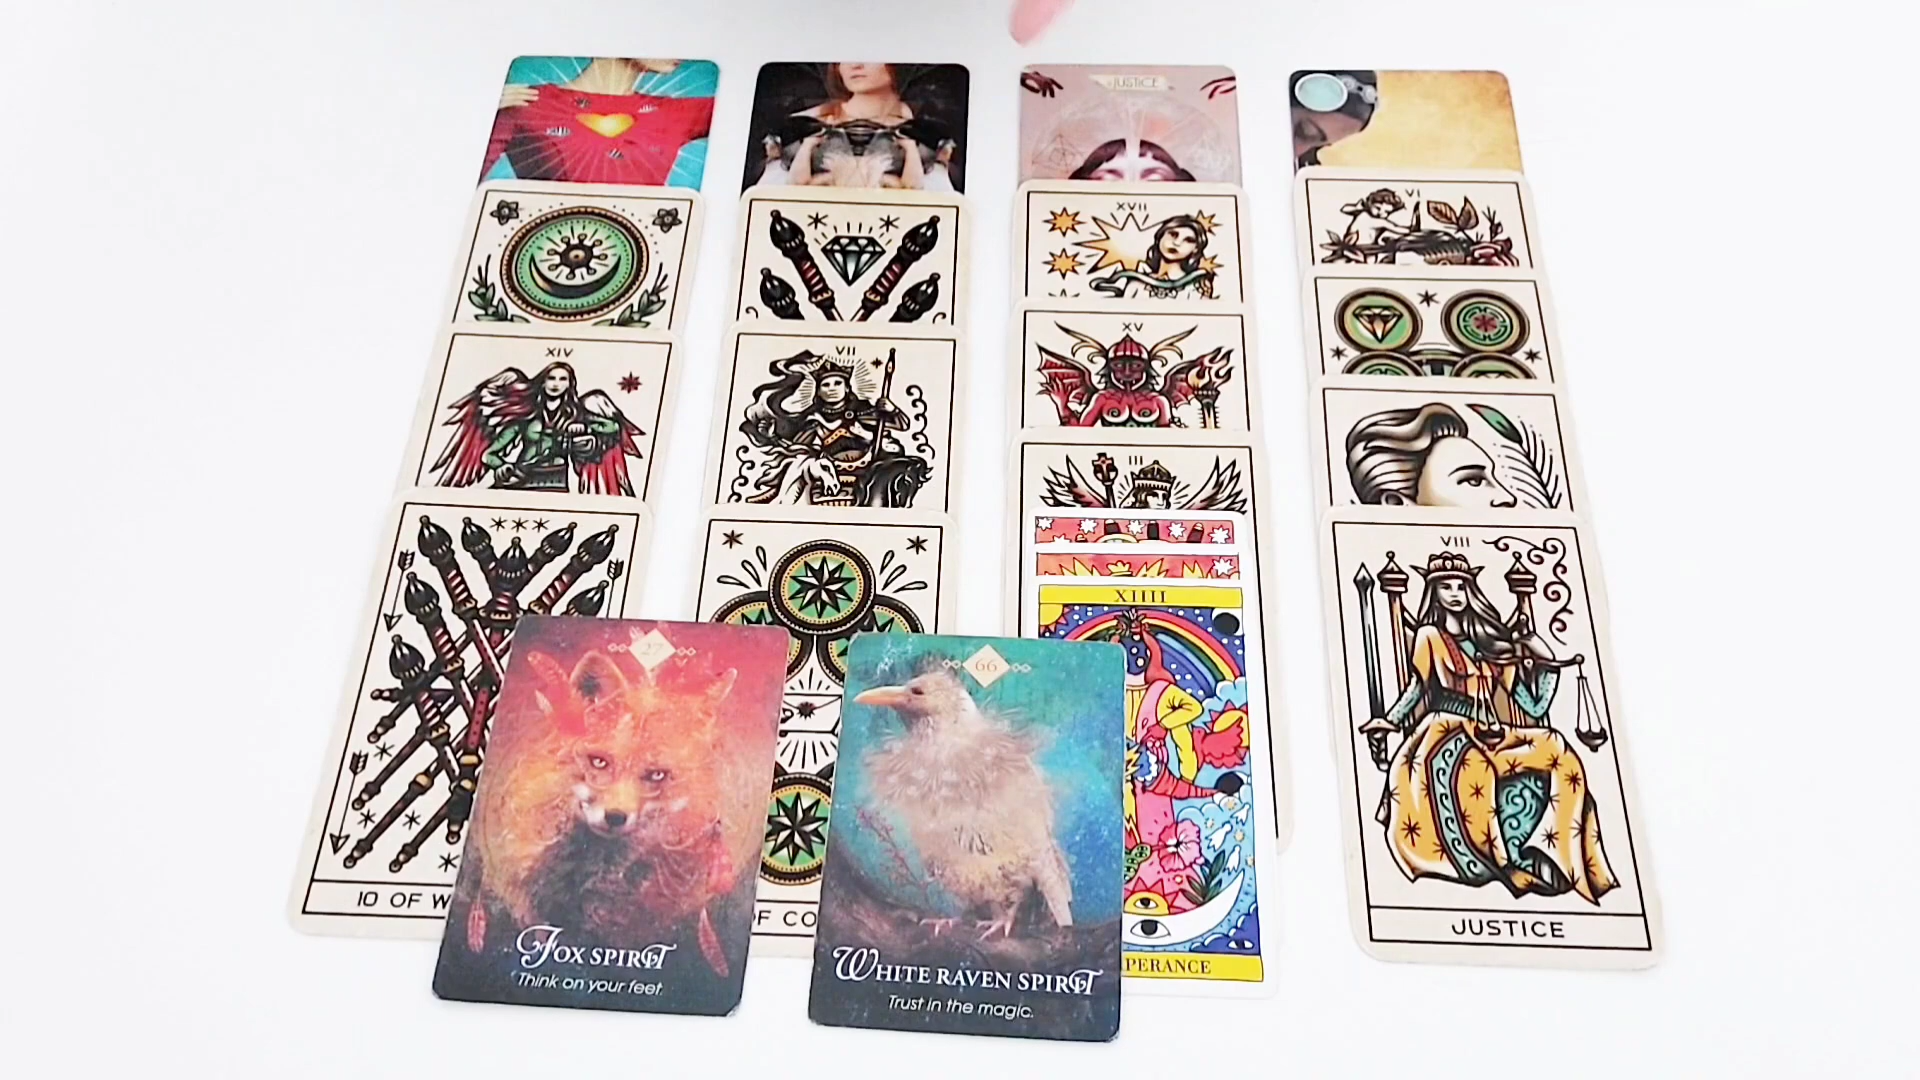 JUSTICE
XVII
VI
XIV
VII
XV
III
VIII
XIIII
27
66
10 OF W
OF CO
PERANCE
JUSTICE
FOX SPIRIT
Think on your feet.
WHITE RAVEN SPIRIT
Trust in the magic.